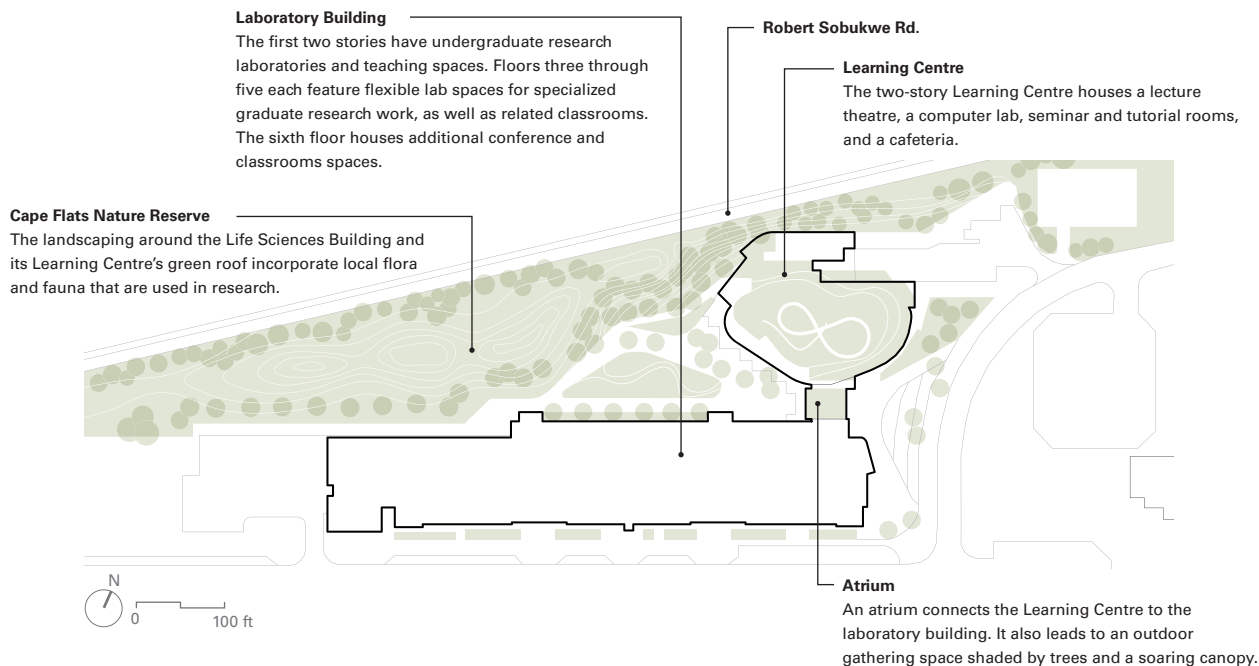 Laboratory Building
The first two stories have undergraduate research
laboratories and teaching spaces. Floors three through
five each feature flexible lab spaces for specialized
graduate research work, as well as related classrooms.
The sixth floor houses additional conference and
classrooms spaces.
Robert Sobukwe Rd.
Learning Centre
The two-story Learning Centre houses a lecture
theatre, a computer lab, seminar and tutorial rooms,
and a cafeteria.
Cape Flats Nature Reserve
The landscaping around the Life Sciences Building and
its Learning Centre’s green roof incorporate local flora
and fauna that are used in research.
N
0
100 ft
Atrium
An atrium connects the Learning Centre to the
laboratory building. It also leads to an outdoor
gathering space shaded by trees and a soaring canopy.